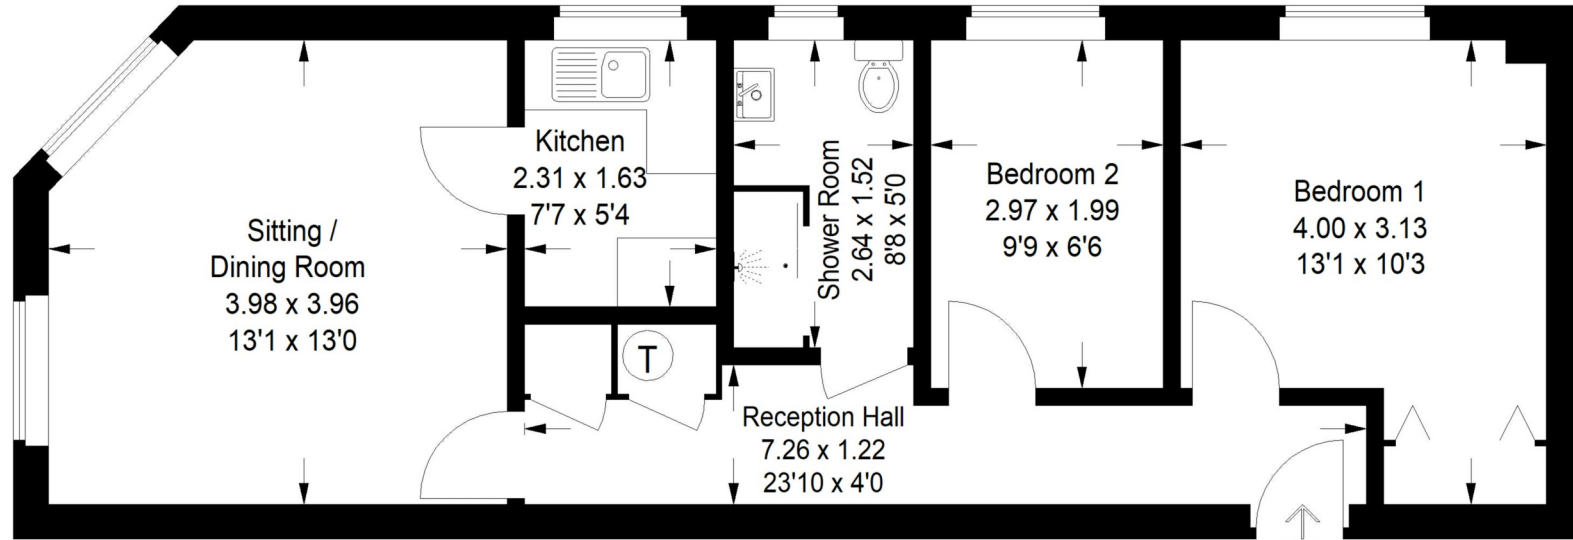 Sitting /
Dining Room
3.98 x 3.96
13'1 x 13'0
Kitchen
2.31 x 1.63
7'7 x 5'4
Shower Room
2.64 x 1.52
8'8 x 5'0
Bedroom 2
2.97 x 1.99
9'9 x 6'6
Bedroom 1
4.00 x 3.13
13'1 x 10'3
T
Reception Hall
7.26 x 1.22
23'10 x 4'0